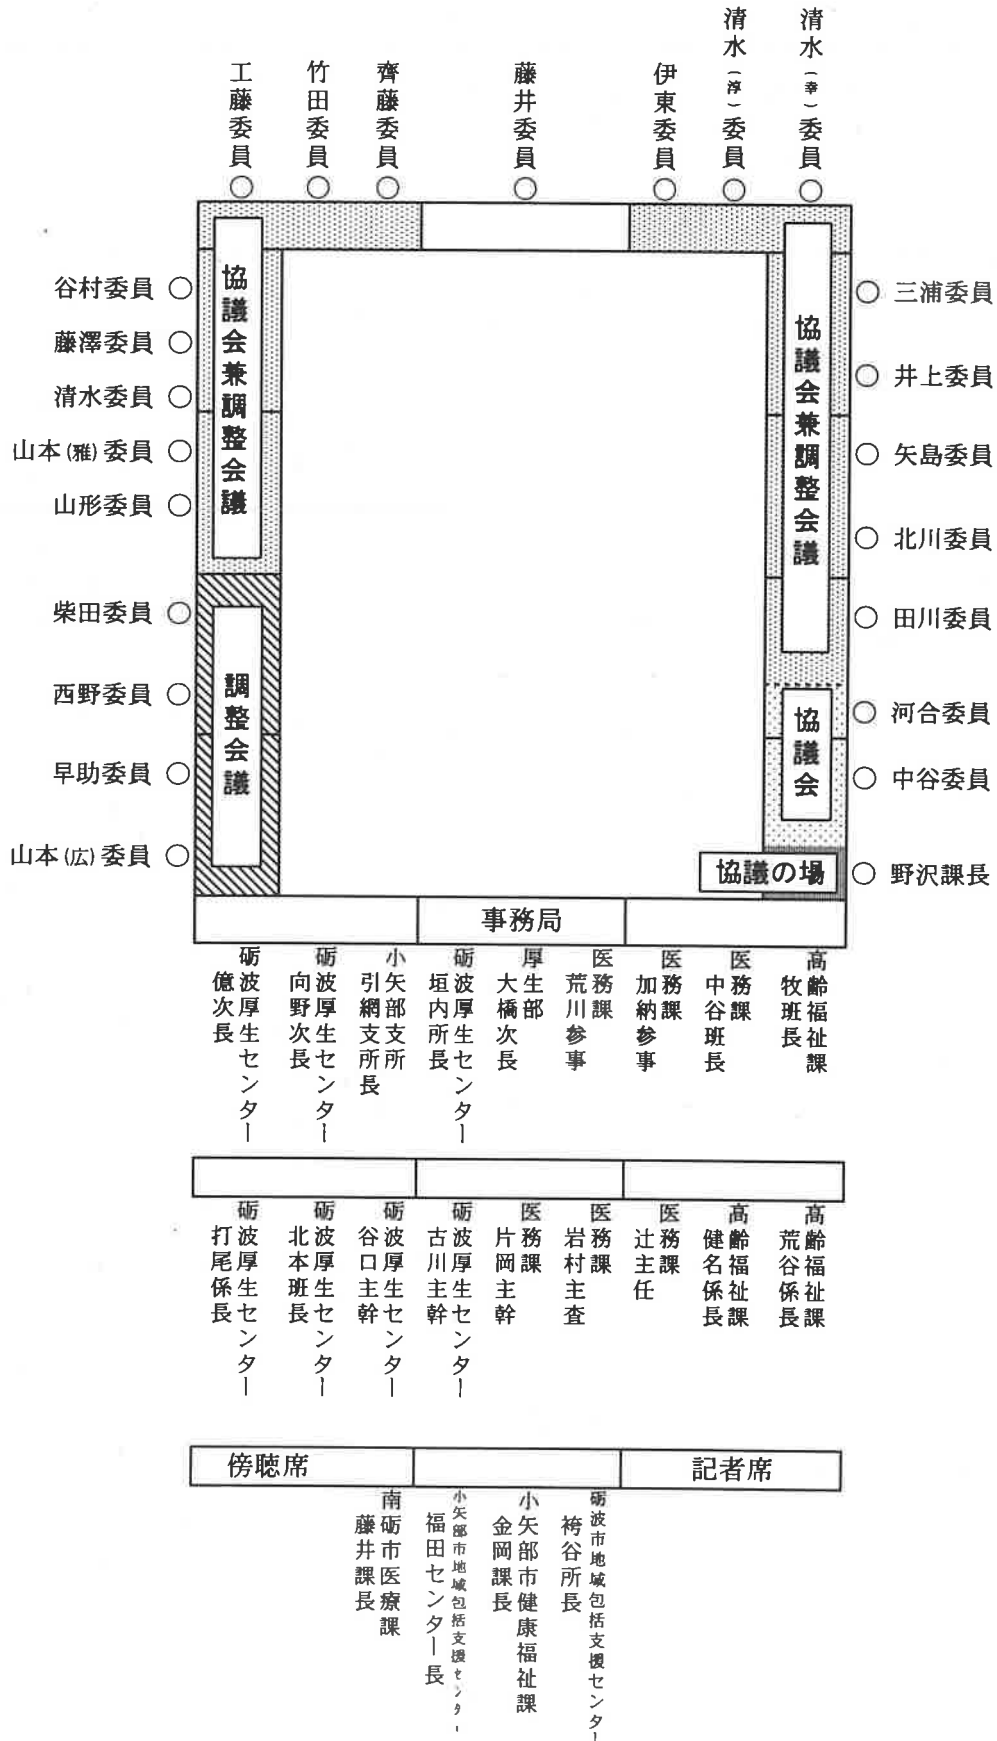 工藤委員
竹田委員
齊藤委員
藤井委員
伊東委員
清水(淳)委員
清水(幸)委員
谷村委員
藤澤委員
清水委員
山本(雅)委員
山形委員
柴田委員
西野委員
早助委員
山本(広)委員
協議会兼調整会議
調整会議
協議会兼調整会議
協議会
協議の場
三浦委員
井上委員
矢島委員
北川委員
田川委員
河合委員
中谷委員
野沢課長
事務局
砺波厚生センター
億次長
砺波厚生センター
向野次長
小矢部支所
引網支所長
砺波厚生センター
垣内所長
厚生部
大橋次長
医務課
荒川参事
医務課
加納参事
医務課
中谷班長
高齢福祉課
牧班長
砺波厚生センター
打尾係長
砺波厚生センター
北本班長
砺波厚生センター
谷口主幹
砺波厚生センター
古川主幹
医務課
片岡主幹
医務課
岩村主査
医務課
辻主任
高齢福祉課
健名係長
高齢福祉課
荒谷係長
傍聴席
記者席
南砺市医療課
藤井課長
小矢部市地域包括支援センター
福田センター長
小矢部市健康福祉課
金岡課長
砺波市地域包括支援センター
袴谷所長